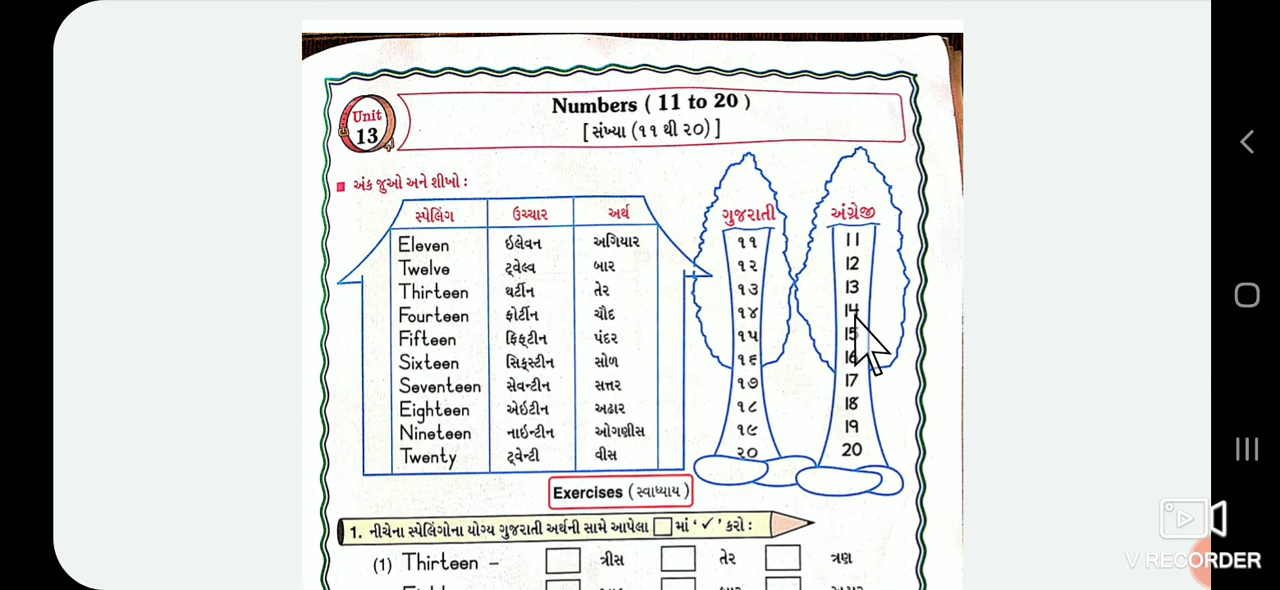 Unit
13
Numbers ( 11 to 20 )
[ સંખ્યા (૧૧ થી ૨૦) ]
અંક જુઓ અને શીખો :
સ્પેલિંગ ઉચ્ચાર અર્થ ગુજરાતી અંગ્રેજી
Eleven ઇલેવન અગિયાર ૧૧ 11
Twelve ટ્વેલ્વ બાર ૧૨ 12
Thirteen થર્ટીન તેર ૧૩ 13
Fourteen ફોર્ટીન ચૌદ ૧૪ 14
Fifteen ફિફ્ટીન પંદર ૧૫ 15
Sixteen સિક્સ્ટીન સોળ ૧૬ 16
Seventeen સેવન્ટીન સત્તર ૧૭ 17
Eighteen એઇટીન અઢાર ૧૮ 18
Nineteen નાઇન્ટીન ઓગણીસ ૧૯ 19
Twenty ટ્વેન્ટી વીસ ૨૦ 20
Exercises (સ્વાધ્યાય)
1. નીચેના સ્પેલિંગોના યોગ્ય ગુજરાતી અર્થની સામે આપેલા □ માં ‘ ✓ ’ કરો :
(1) Thirteen – □ ત્રીસ □ તેર □ ત્રણ
V RECORDER